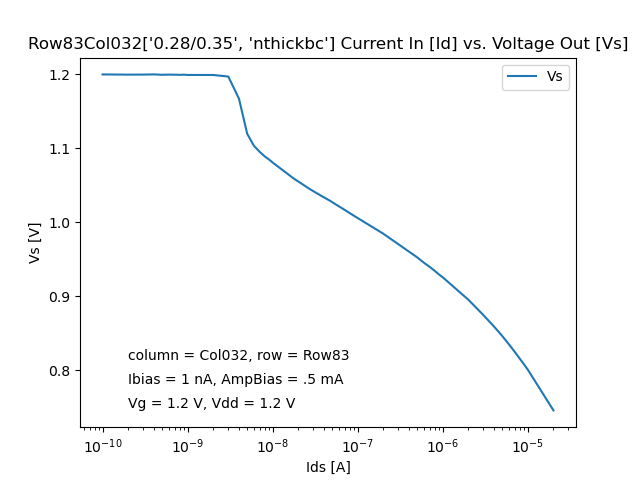 Row83Col032['0.28/0.35', 'nthickbc'] Current In [Id] vs. Voltage Out [Vs]
Vs
1.2
1.1
1.0
0.9
0.8
Vs [V]
column = Col032, row = Row83
Ibias = 1 nA, AmpBias = .5 mA
Vg = 1.2 V, Vdd = 1.2 V
10⁻¹⁰ 10⁻⁹ 10⁻⁸ 10⁻⁷ 10⁻⁶ 10⁻⁵
Ids [A]